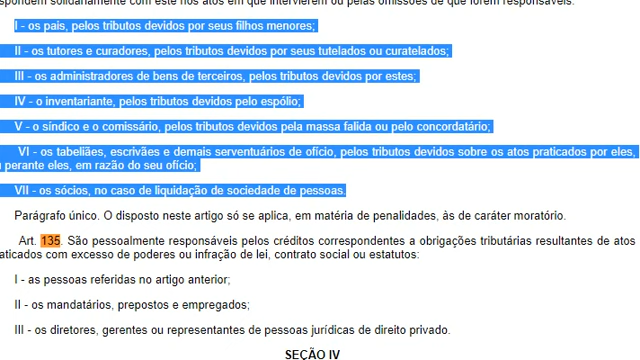 spondem solidariamente com este nos atos em que intervierem ou pelas omissões de que forem responsáveis:
I - os pais, pelos tributos devidos por seus filhos menores;
II - os tutores e curadores, pelos tributos devidos por seus tutelados ou curatelados;
III - os administradores de bens de terceiros, pelos tributos devidos por estes;
IV - o inventariante, pelos tributos devidos pelo espólio;
V - o síndico e o comissário, pelos tributos devidos pela massa falida ou pelo concordatário;
VI - os tabeliães, escrivães e demais serventuários de ofício, pelos tributos devidos sobre os atos praticados por eles,
u perante eles, em razão do seu ofício;
VII - os sócios, no caso de liquidação de sociedade de pessoas.
Parágrafo único. O disposto neste artigo só se aplica, em matéria de penalidades, às de caráter moratório.
Art. 135. São pessoalmente responsáveis pelos créditos correspondentes a obrigações tributárias resultantes de atos
aticados com excesso de poderes ou infração de lei, contrato social ou estatutos:
I - as pessoas referidas no artigo anterior;
II - os mandatários, prepostos e empregados;
III - os diretores, gerentes ou representantes de pessoas jurídicas de direito privado.
SEÇÃO IV